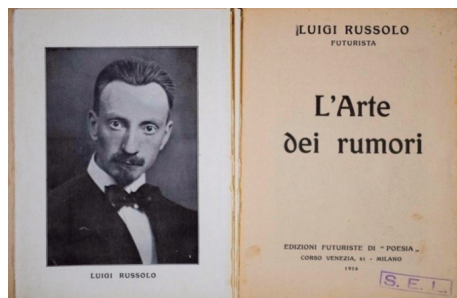 LUIGI RUSSOLO
LUIGI RUSSOLO
FUTURISTA
L'Arte
dei rumori
EDIZIONI FUTURISTE DI "POESIA„
CORSO VENEZIA, 61 - MILANO
1916
S. E. I.